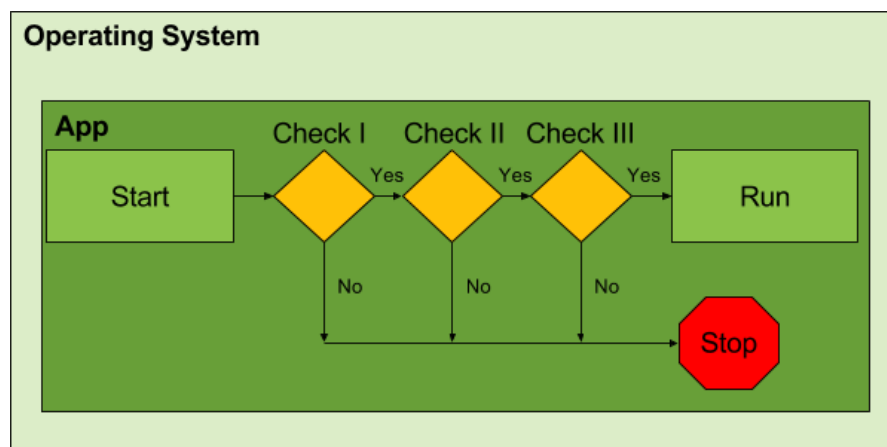 Operating System
App
Check I Check II Check III
Start Yes Yes Yes Run
No No No
Stop